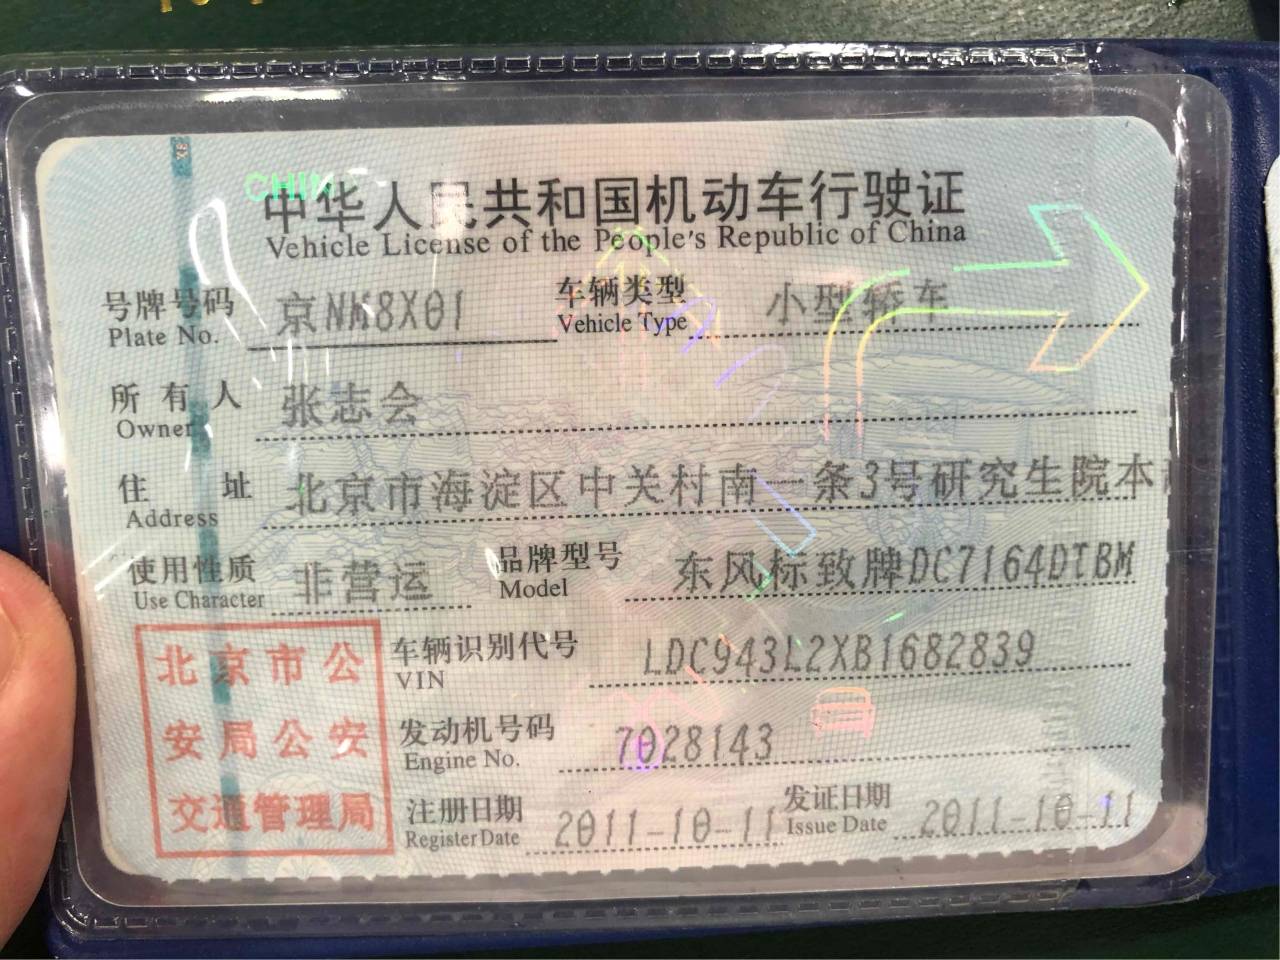 CHIN
中华人民共和国机动车行驶证
Vehicle License of the People's Republic of China
号牌号码 京NM8X01 车辆类型 小型轿车
Plate No. Vehicle Type
所有人 张志会
Owner
住址 北京市海淀区中关村南一条3号研究生院本
Address
使用性质 非营运 品牌型号 东风标致牌DC7164DTBM
Use Character Model
北京市公
安局公安
交通管理局
车辆识别代号 LDC943L2XB1682839
VIN
发动机号码 7028143
Engine No.
注册日期 2011-10-11 发证日期 2011-10-11
Register Date Issue Date